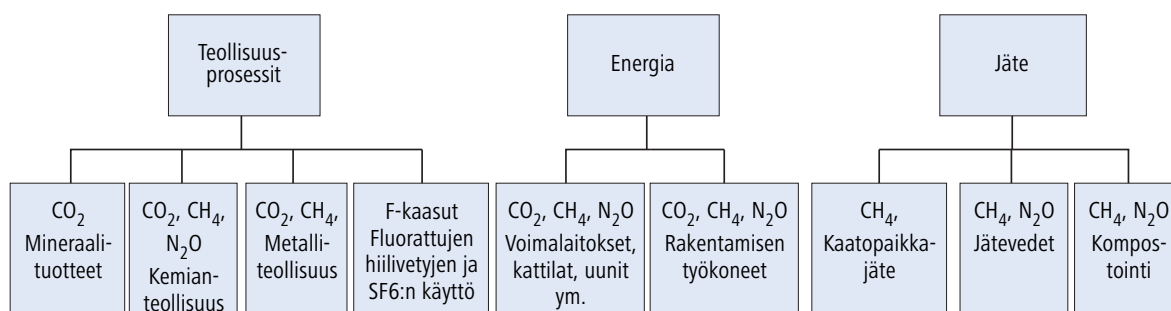 Teollisuus-
prosessit
Energia
Jäte
CO₂
Mineraali-
tuotteet
CO₂, CH₄,
N₂O
Kemian-
teollisuus
CO₂, CH₄,
Metalli-
teollisuus
F-kaasut
Fluorattujen
hiilivetyjen ja
SF6:n käyttö
CO₂, CH₄, N₂O
Voimalaitokset,
kattilat, uunit
ym.
CO₂, CH₄, N₂O
Rakentamisen
työkoneet
CH₄,
Kaatopaikka-
jäte
CH₄, N₂O
Jätevedet
CH₄, N₂O
Kompos-
tointi